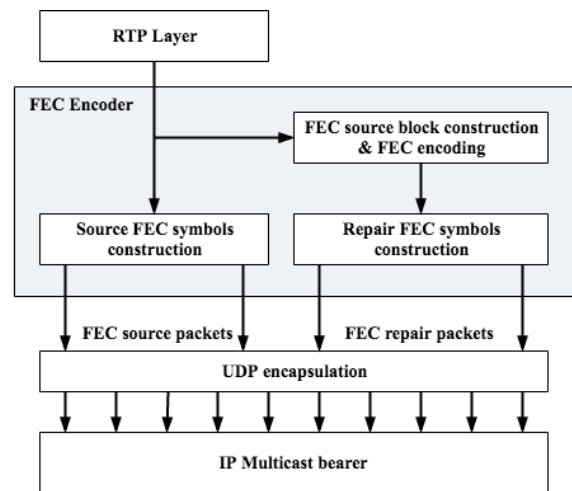 RTP Layer
FEC Encoder
FEC source block construction
& FEC encoding
Source FEC symbols
construction
Repair FEC symbols
construction
FEC source packets
FEC repair packets
UDP encapsulation
IP Multicast bearer